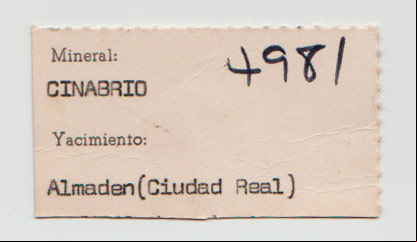 Mineral:
4981
CINABRIO
Yacimiento:
Almaden(Ciudad Real)